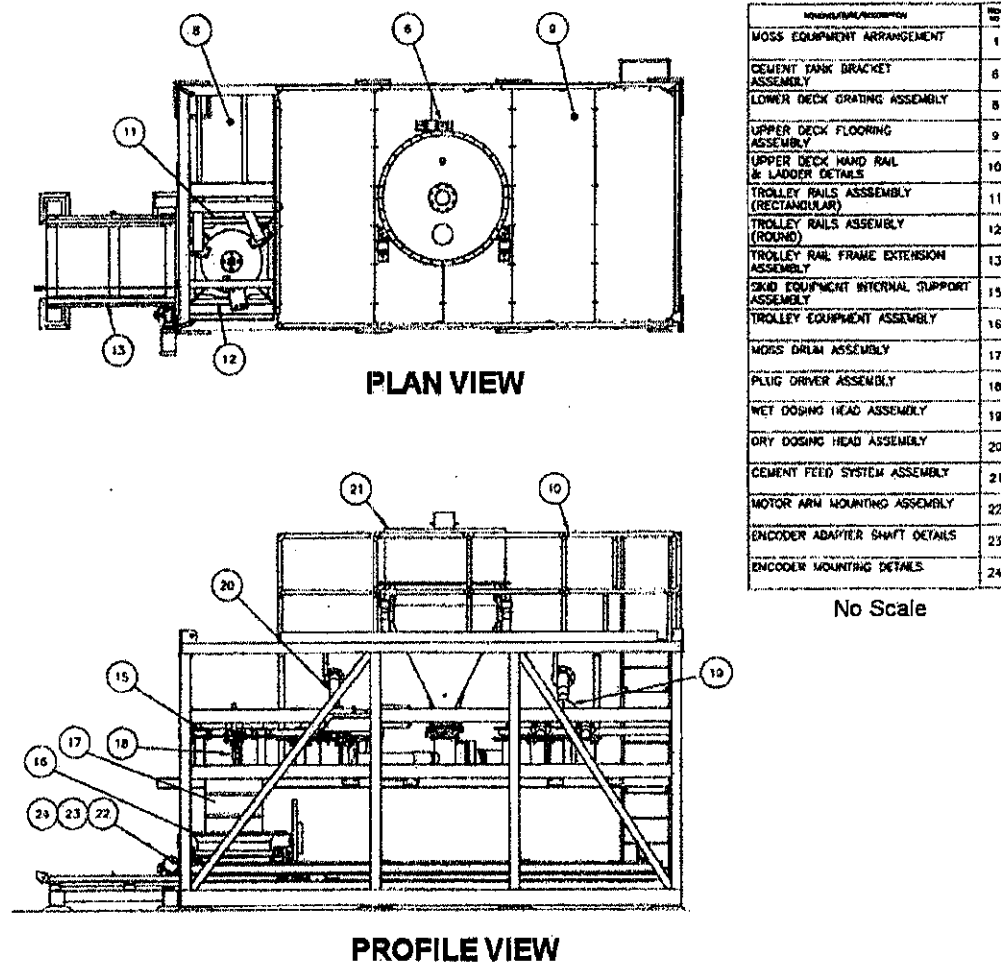 8
6
9
11
13
12
PLAN VIEW
21
10
20
15
19
17
18
16
24 23 22
PROFILE VIEW
MOSS EQUIPMENT ARRANGEMENT 1
CEMENT TANK BRACKET
ASSEMBLY 6
LOWER DECK GRATING ASSEMBLY 8
UPPER DECK FLOORING
ASSEMBLY 9
UPPER DECK HAND RAIL
& LADDER DETAILS 10
TROLLEY RAILS ASSSEMBLY
(RECTANGULAR) 11
TROLLEY RAILS ASSEMBLY
(ROUND) 12
TROLLEY RAIL FRAME EXTENSION
ASSEMBLY 13
SKID EQUIPMENT INTERNAL SUPPORT
ASSEMBLY 15
TROLLEY EQUIPMENT ASSEMBLY 16
MOSS DRUM ASSEMBLY 17
PLUG DRIVER ASSEMBLY 18
WET DOSING HEAD ASSEMBLY 19
DRY DOSING HEAD ASSEMBLY 20
CEMENT FEED SYSTEM ASSEMBLY 21
MOTOR ARM MOUNTING ASSEMBLY 22
ENCODER ADAPTER SHAFT DETAILS 23
ENCODER MOUNTING DETAILS 24
No Scale